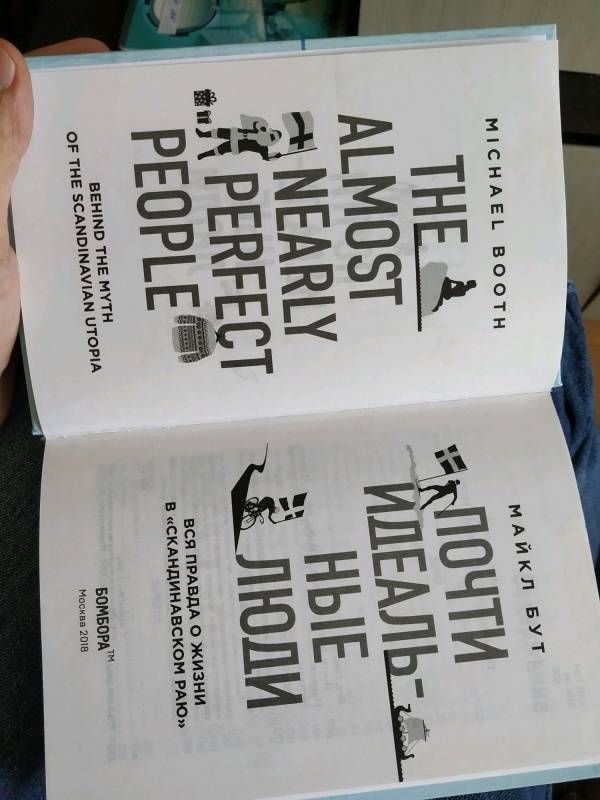 MICHAEL BOOTH
THE
ALMOST
NEARLY
PERFECT
PEOPLE
BEHIND THE MYTH
OF THE SCANDINAVIAN UTOPIA
МАЙКЛ БУТ
ПОЧТИ
ИДЕАЛЬ-
НЫЕ
ЛЮДИ
ВСЯ ПРАВДА О ЖИЗНИ
В «СКАНДИНАВСКОМ РАЮ»
БОМБОРА™
Москва 2018